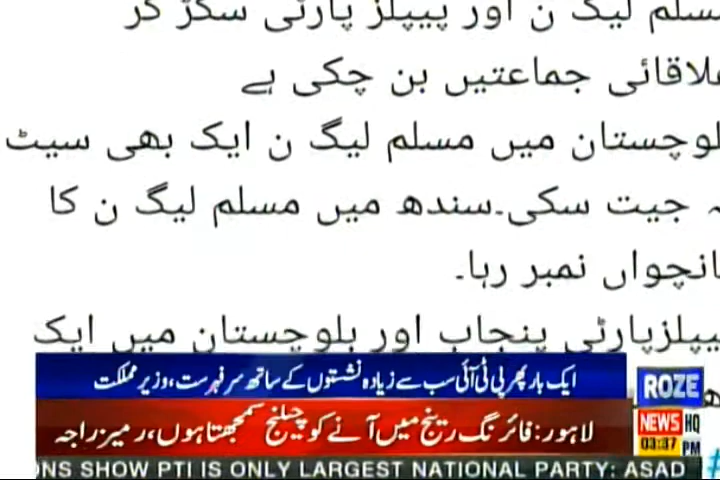 مسلم لیگ ن اور پیپلز پارٹی سکڑ کر
علاقائی جماعتیں بن چکی ہے
بلوچستان میں مسلم لیگ ن ایک بھی سیٹ
نہ جیت سکی۔سندھ میں مسلم لیگ ن کا
پانچواں نمبر رہا۔
پیپلزپارٹی پنجاب اور بلوچستان میں ایک
ایک بار پھر پی ٹی آئی سب سے زیادہ نشستوں کے ساتھ سرفہرست، وزیر مملکت
لاہور: فائرنگ رینج میں آنے کو چیلنج سمجھتا ہوں، رمیز راجہ
ROZE
NEWS HQ
03:37 PM
ONS SHOW PTI IS ONLY LARGEST NATIONAL PARTY: ASAD